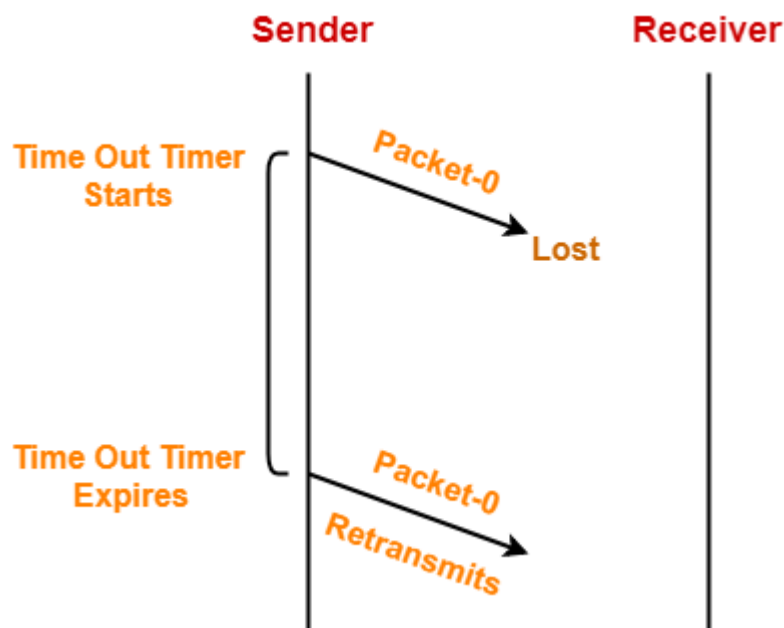 Sender
Receiver
Time Out Timer
Starts
Packet-0
Lost
Time Out Timer
Expires
Packet-0
Retransmits